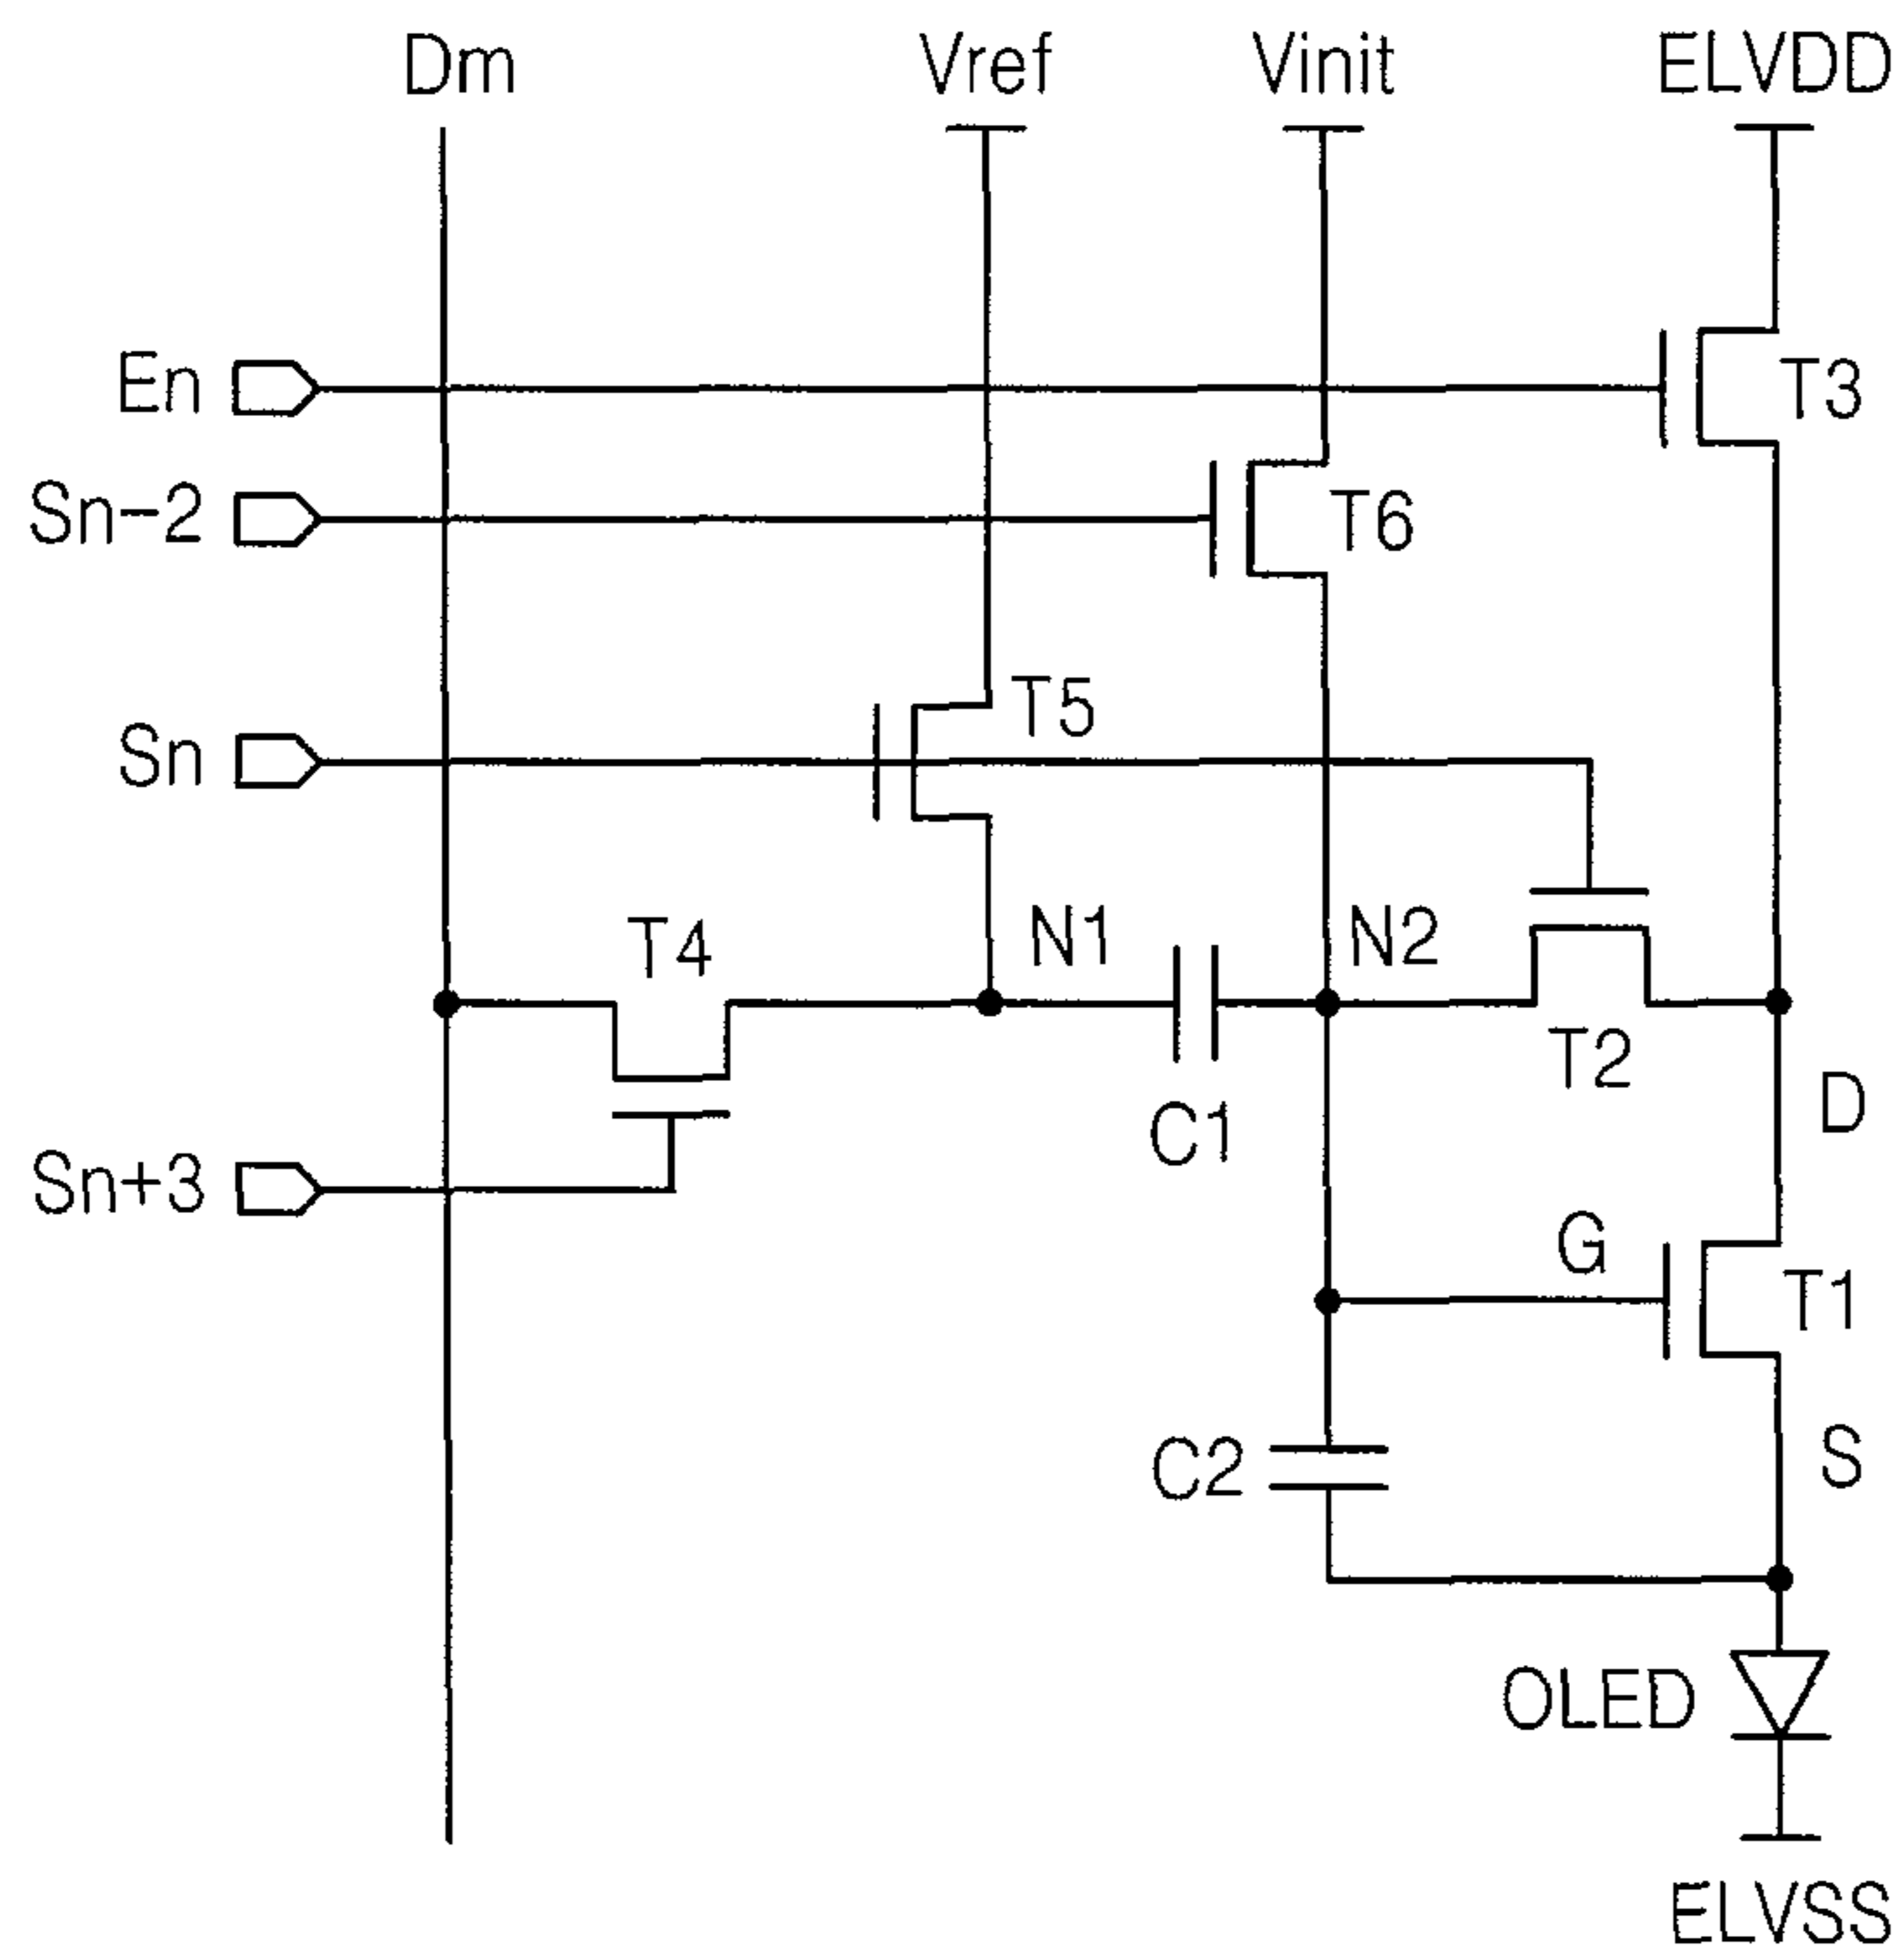 Dm Vref Vinit ELVDD
En T3
Sn-2 T6
T5
Sn
T4 N1 N2
T2
C1 D
Sn+3
G
T1
C2 S
OLED
ELVSS